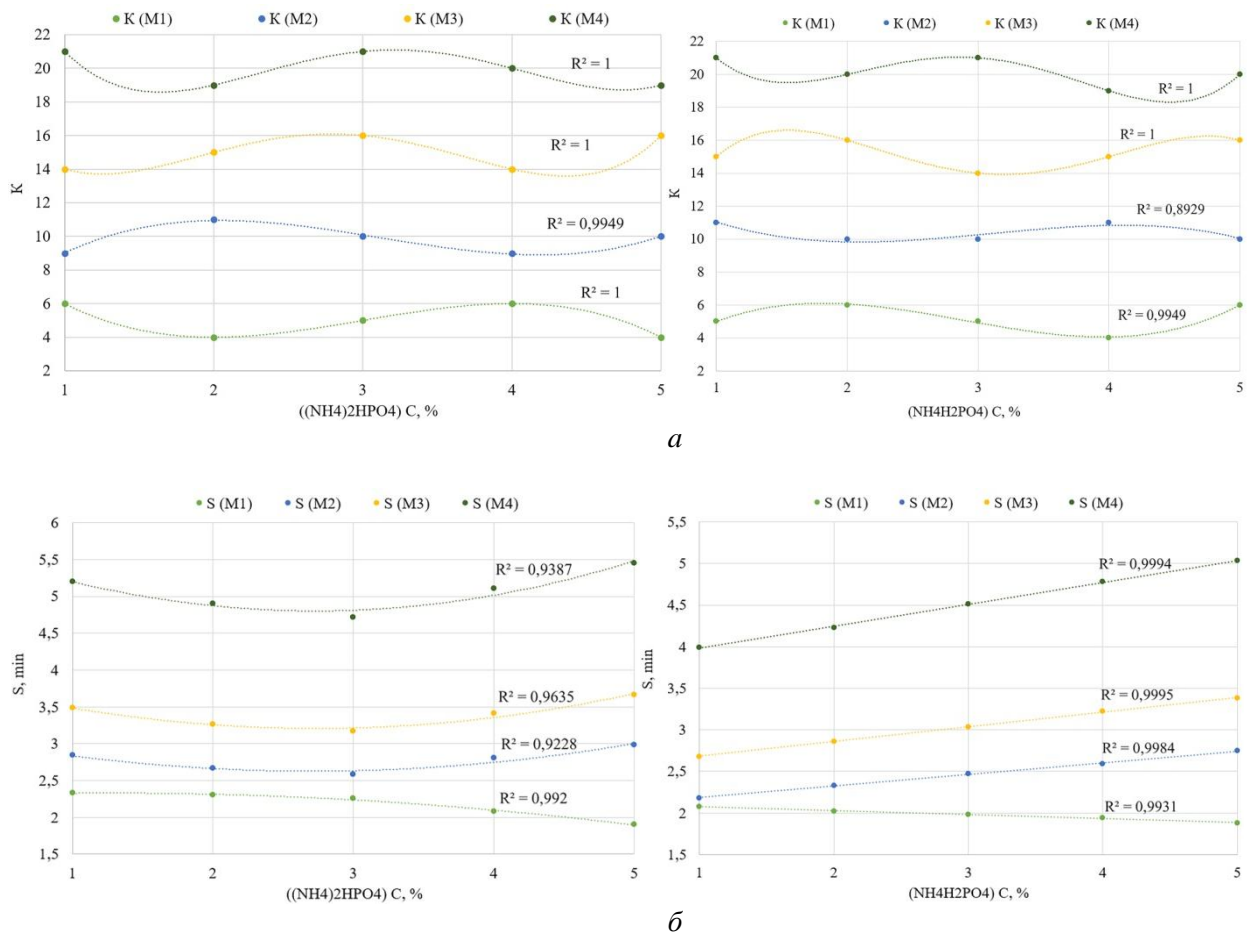 K (M1) K (M2) K (M3) K (M4)
22
20
18
16
14
12
10
8
6
4
2
K
R² = 1
R² = 1
R² = 0,9949
R² = 1
1 2 3 4 5
((NH4)2HPO4) C, %
K (M1) K (M2) K (M3) K (M4)
22
20
18
16
14
12
10
8
6
4
2
K
R² = 1
R² = 1
R² = 0,8929
R² = 0,9949
1 2 3 4 5
(NH4H2PO4) C, %
а
S (M1) S (M2) S (M3) S (M4)
6
5,5
5
4,5
4
3,5
3
2,5
2
1,5
S, min
R² = 0,9387
R² = 0,9635
R² = 0,9228
R² = 0,992
1 2 3 4 5
((NH4)2HPO4) C, %
S (M1) S (M2) S (M3) S (M4)
5,5
5
4,5
4
3,5
3
2,5
2
1,5
S, min
R² = 0,9994
R² = 0,9995
R² = 0,9984
R² = 0,9931
1 2 3 4 5
(NH4H2PO4) C, %
б